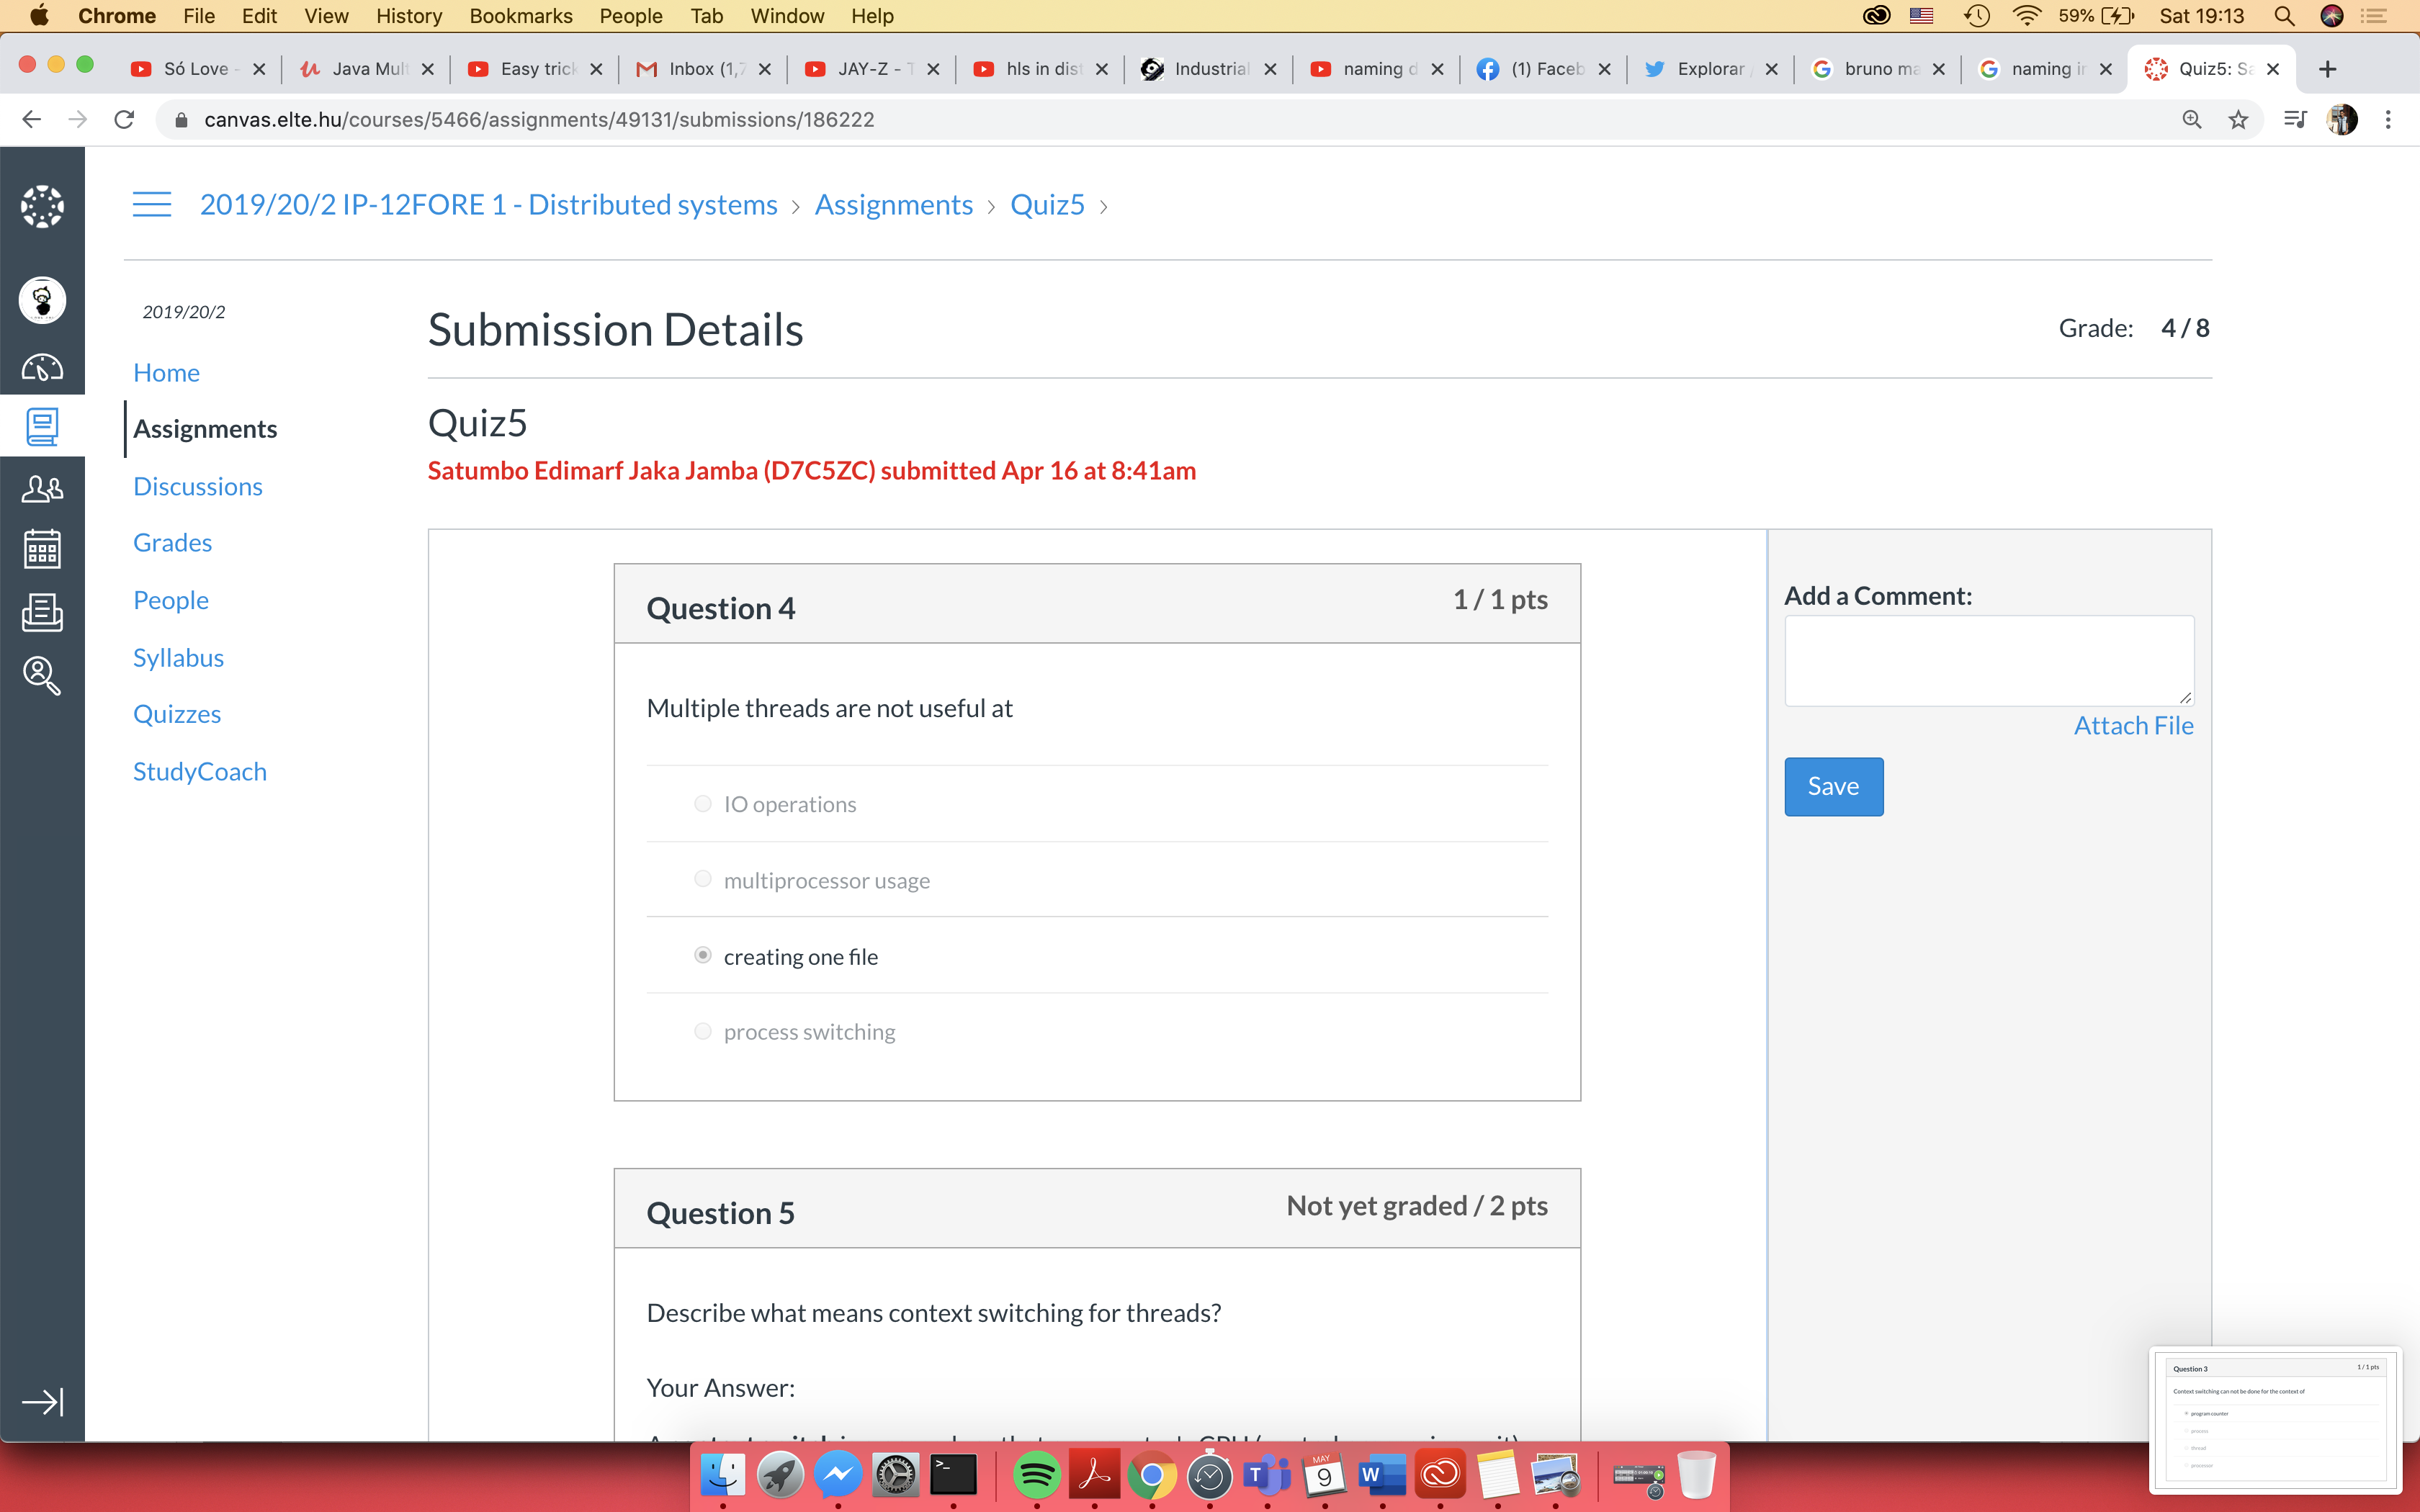 Chrome File Edit View History Bookmarks People Tab Window Help 59% Sat 19:13
Só Love - Java Mult Easy trick Inbox (1,7 JAY-Z - T hls in dist Industrial naming d (1) Faceb Explorar bruno ma naming in Quiz5: Sa
canvas.elte.hu/courses/5466/assignments/49131/submissions/186222
2019/20/2 IP-12FORE 1 - Distributed systems › Assignments › Quiz5 ›
2019/20/2
Home
Assignments
Discussions
Grades
People
Syllabus
Quizzes
StudyCoach
Submission Details
Grade: 4 / 8
Quiz5
Satumbo Edimarf Jaka Jamba (D7C5ZC) submitted Apr 16 at 8:41am
Question 4
1 / 1 pts
Multiple threads are not useful at
IO operations
multiprocessor usage
creating one file
process switching
Question 5
Not yet graded / 2 pts
Describe what means context switching for threads?
Your Answer:
Add a Comment:
Attach File
Save
Question 3
1 / 1 pts
Context switching can not be done for the context of
program counter
process
thread
processor
MAY
9